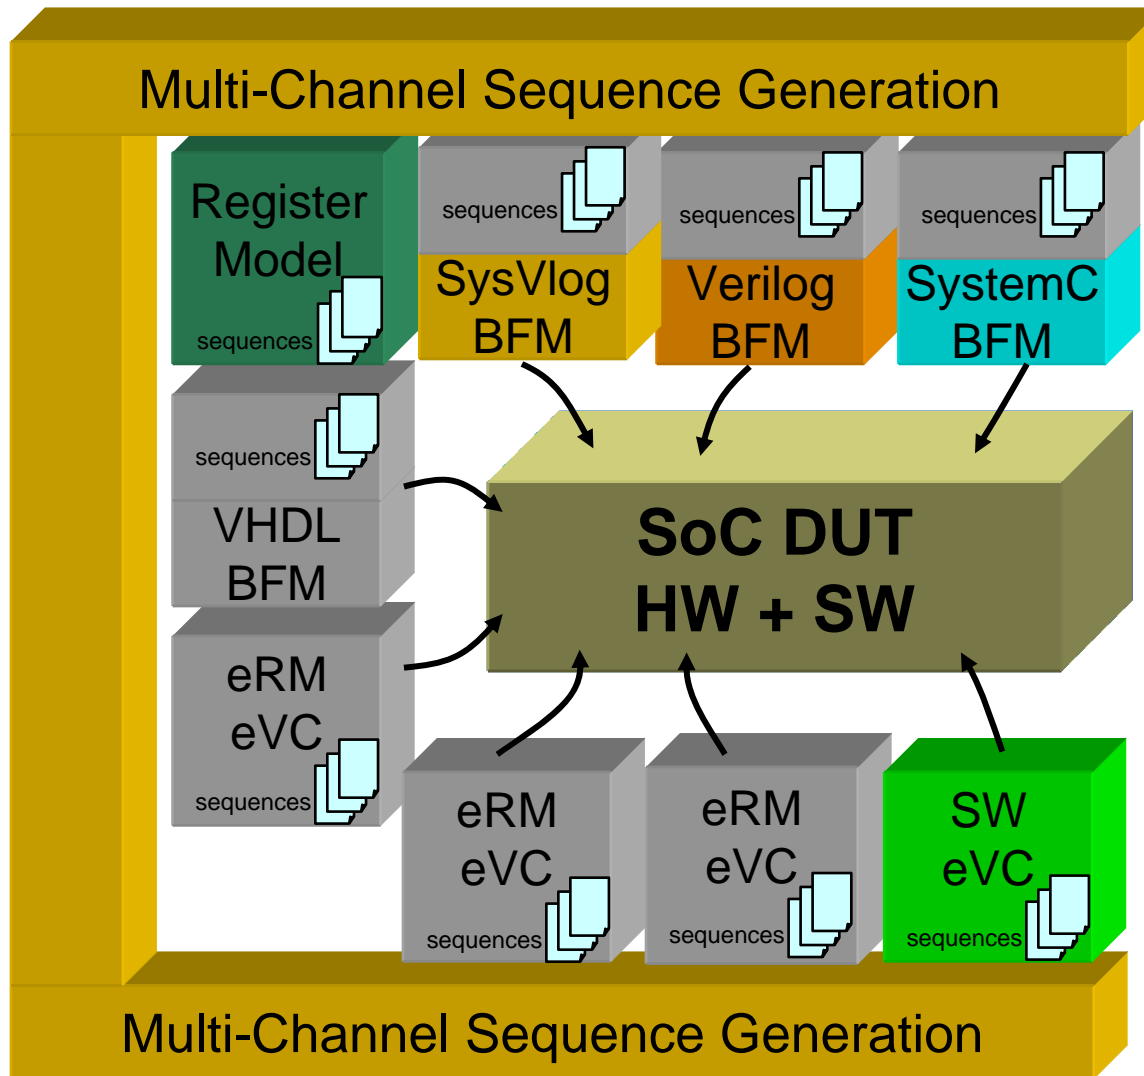 Multi-Channel Sequence Generation
Register
Model
sequences
sequences
SysVlog
BFM
sequences
Verilog
BFM
sequences
SystemC
BFM
sequences
VHDL
BFM
SoC DUT
HW + SW
eRM
eVC
sequences
eRM
eVC
sequences
eRM
eVC
sequences
SW
eVC
sequences
Multi-Channel Sequence Generation